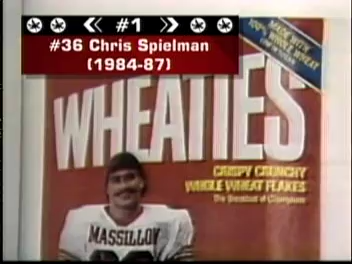 #1
#36 Chris Spielman
(1984-87)
MADE WITH
100% WHOLE WHEAT
WHEATIES
CRISPY CRUNCHY
WHOLE WHEAT FLAKES
The Breakfast of Champions
MASSILLON